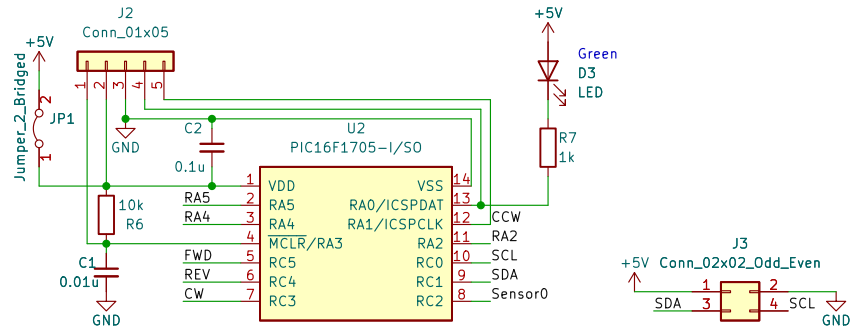 J2
Conn_01x05
+5V
1
2
3
4
5
Jumper_2_Bridged
2
JP1
1
GND
C2
0.1u
+5V
Green
D3
LED
R7
1k
U2
PIC16F1705-I/SO
1 VDD VSS 14
RA5 2 RA5 RA0/ICSPDAT 13
RA4 3 RA4 RA1/ICSPCLK 12 CCW
4 MCLR/RA3 RA2 11 RA2
FWD 5 RC5 RC0 10 SCL
REV 6 RC4 RC1 9 SDA
CW 7 RC3 RC2 8 Sensor0
10k
R6
C1
0.01u
GND
J3
Conn_02x02_Odd_Even
+5V
1 2
SDA 3 4 SCL
GND